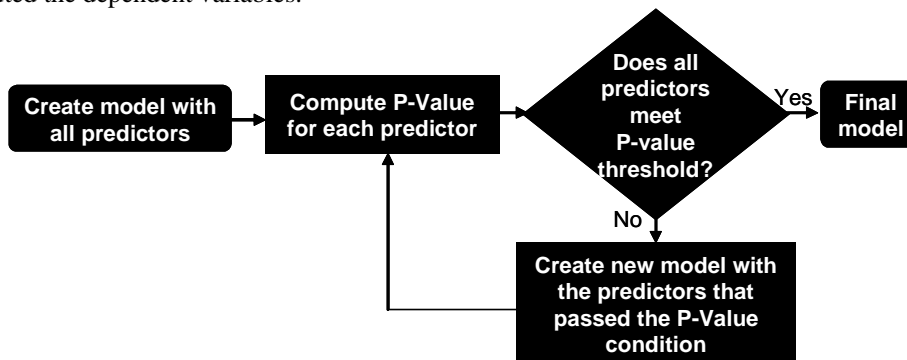 the dependent variables.
Create model with
all predictors
Compute P-Value
for each predictor
Does all
predictors
meet
P-value
threshold?
Yes
Final
model
No
Create new model with
the predictors that
passed the P-Value
condition